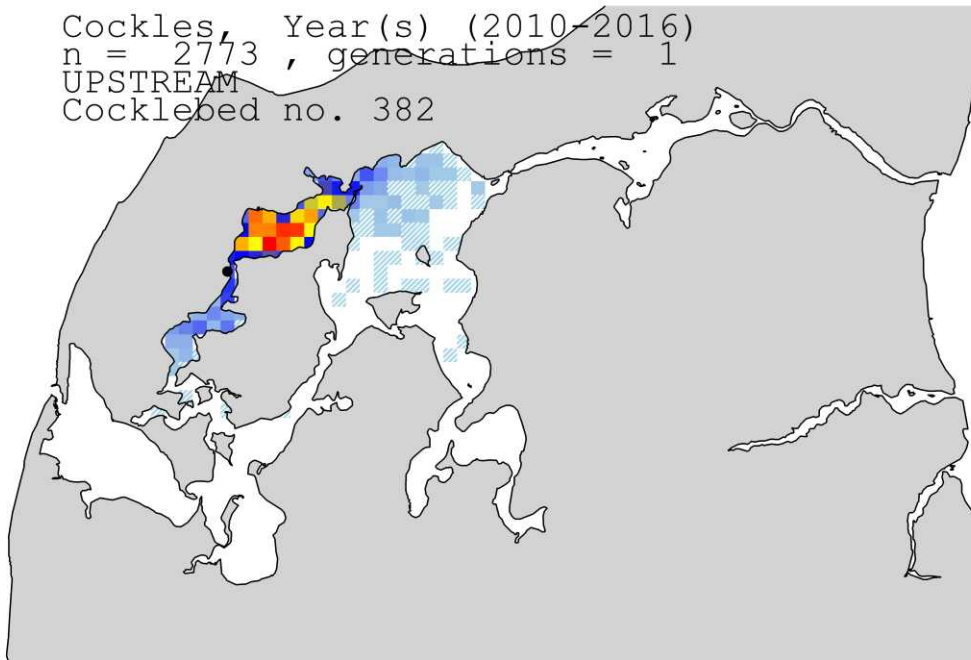 Cockles,  Year(s) (2010-2016)
n =  2773 , generations =  1
UPSTREAM
Cocklebed no. 382